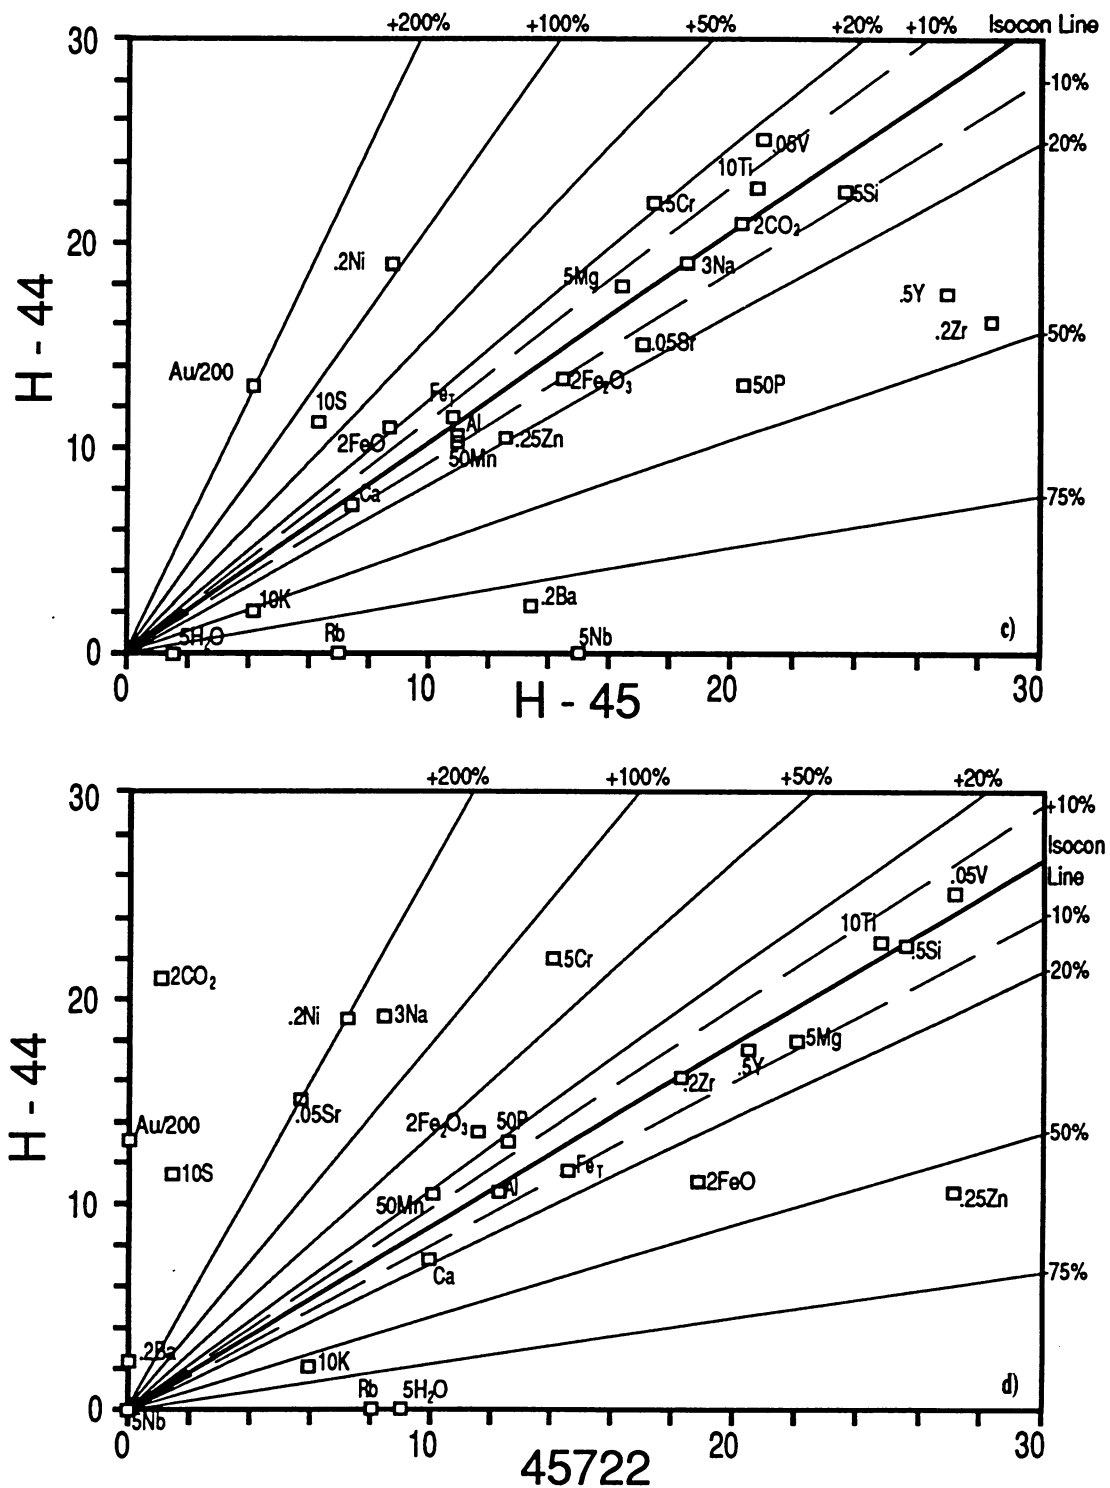 +200% +100% +50% +20% +10% Isocon Line
30
-10%
.05V
-20%
10Ti
.5Cr
.5Si
2CO₂
20
.2Ni
3Na
5Mg
.5Y
.2Zr
-50%
.05Sr
Au/200
2Fe₂O₃
50P
Fe_T
10S
Al
2FeO
.25Zn
10
50Mn
Ca
-75%
10K
.2Ba
5H₂O
Rb
5Nb
c)
0
H - 44
0 10 20 30
H - 45
+200% +100% +50% +20%
30
+10%
Isocon
Line
.05V
-10%
10Ti
.5Si
.5Cr
-20%
2CO₂
20
.2Ni
3Na
5Mg
.5Y
.2Zr
.05Sr
Au/200
2Fe₂O₃
50P
-50%
Fe_T
10S
Al
2FeO
.25Zn
10
50Mn
Ca
-75%
.2Ba
10K
Rb
5H₂O
d)
0
5Nb
H - 44
0 10 20 30
45722